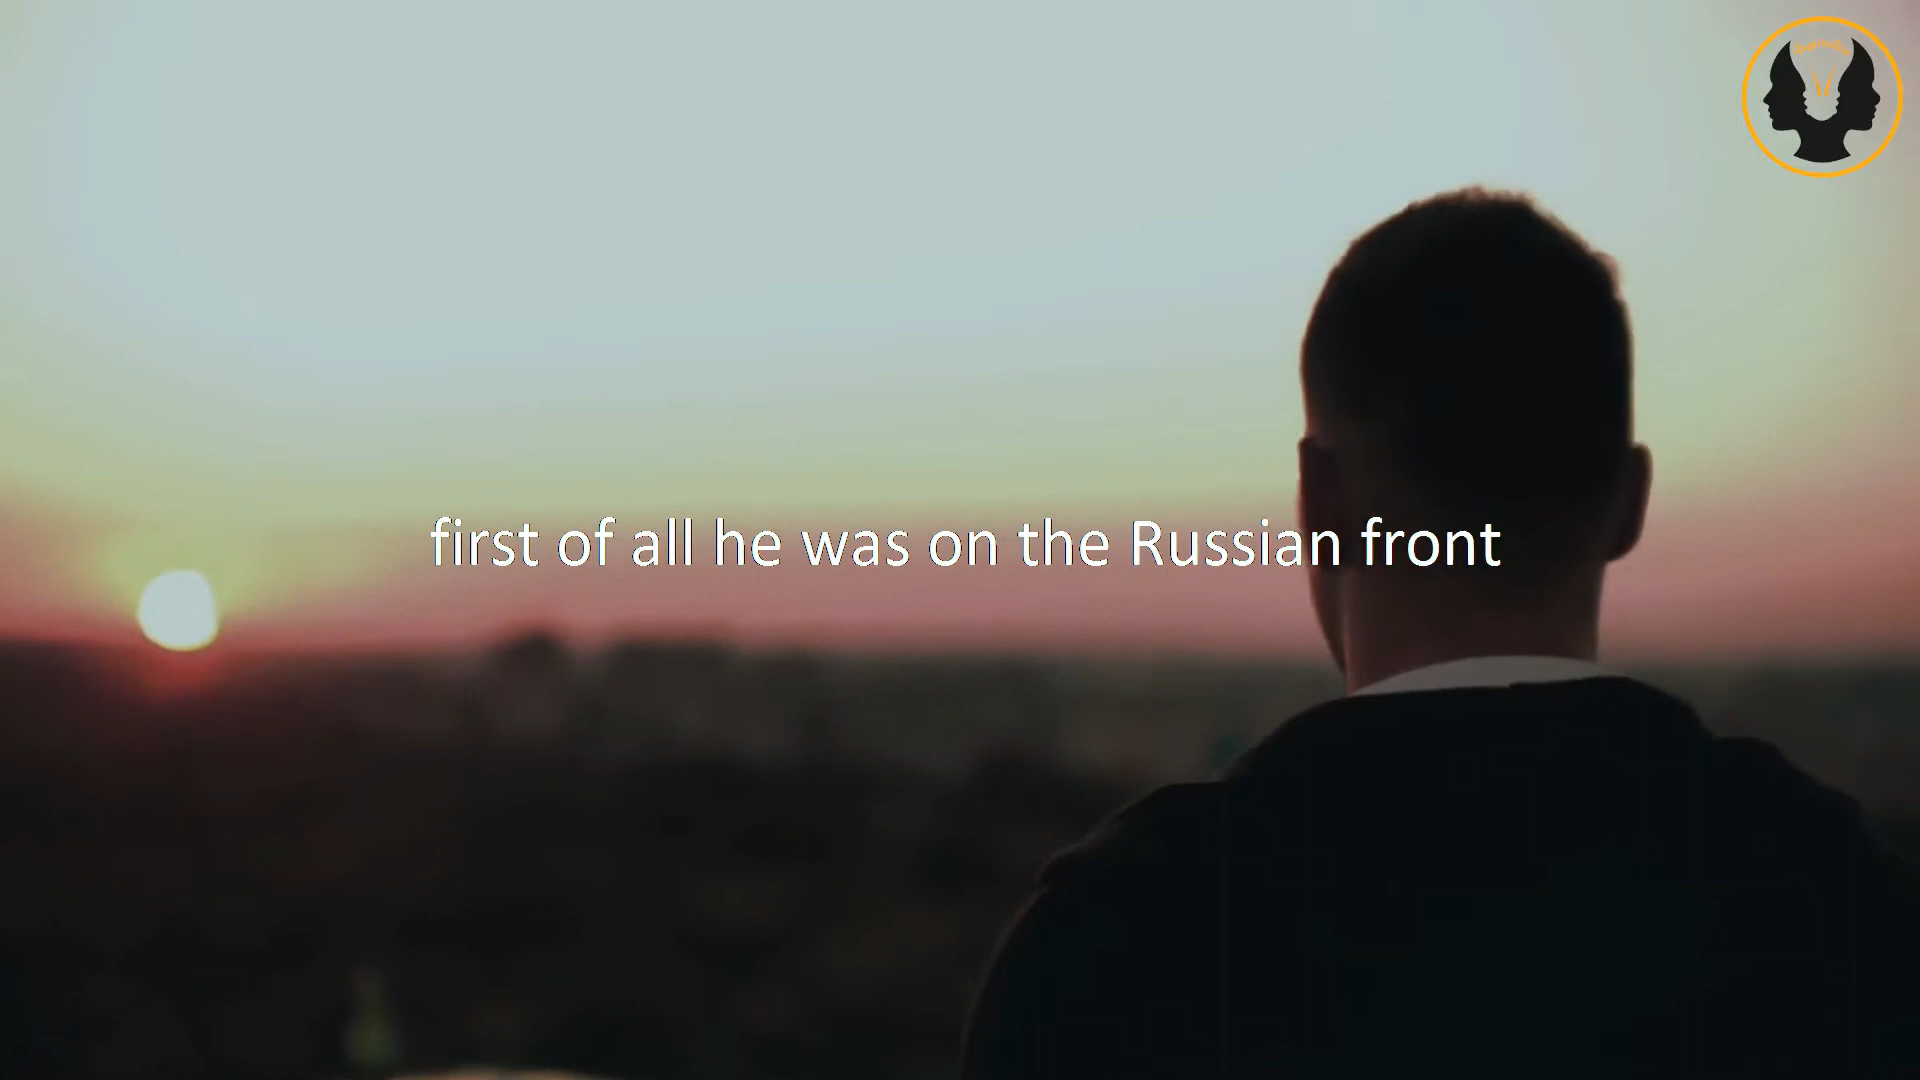 first of all he was on the Russian front